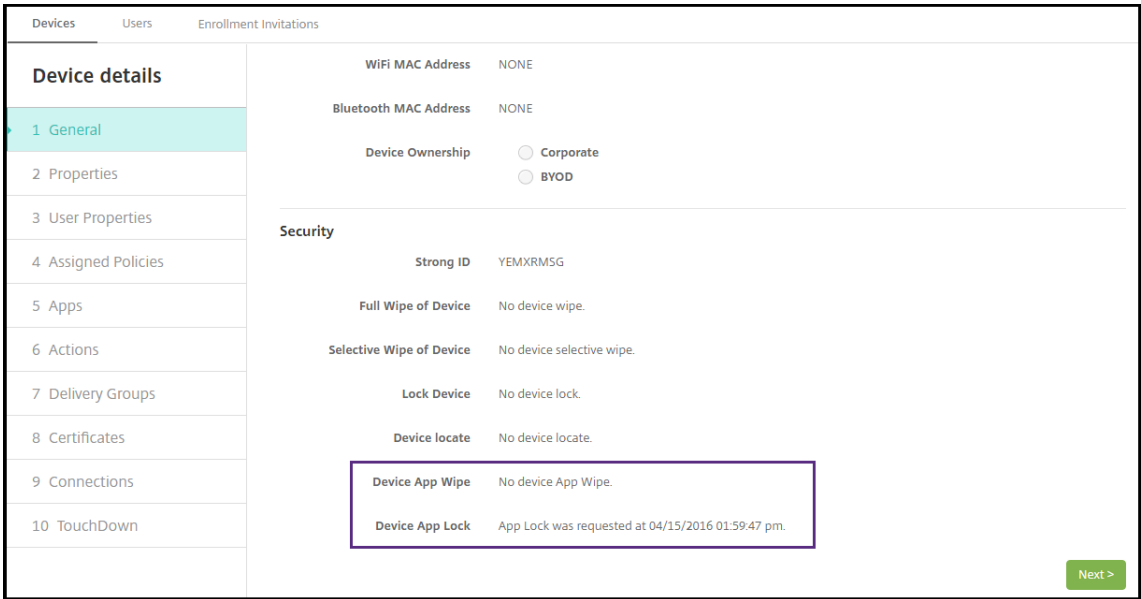 Devices Users Enrollment Invitations
Device details
1 General
2 Properties
3 User Properties
4 Assigned Policies
5 Apps
6 Actions
7 Delivery Groups
8 Certificates
9 Connections
10 TouchDown
WiFi MAC Address NONE
Bluetooth MAC Address NONE
Device Ownership Corporate
BYOD
Security
Strong ID YEMXRMSG
Full Wipe of Device No device wipe.
Selective Wipe of Device No device selective wipe.
Lock Device No device lock.
Device locate No device locate.
Device App Wipe No device App Wipe.
Device App Lock App Lock was requested at 04/15/2016 01:59:47 pm.
Next >